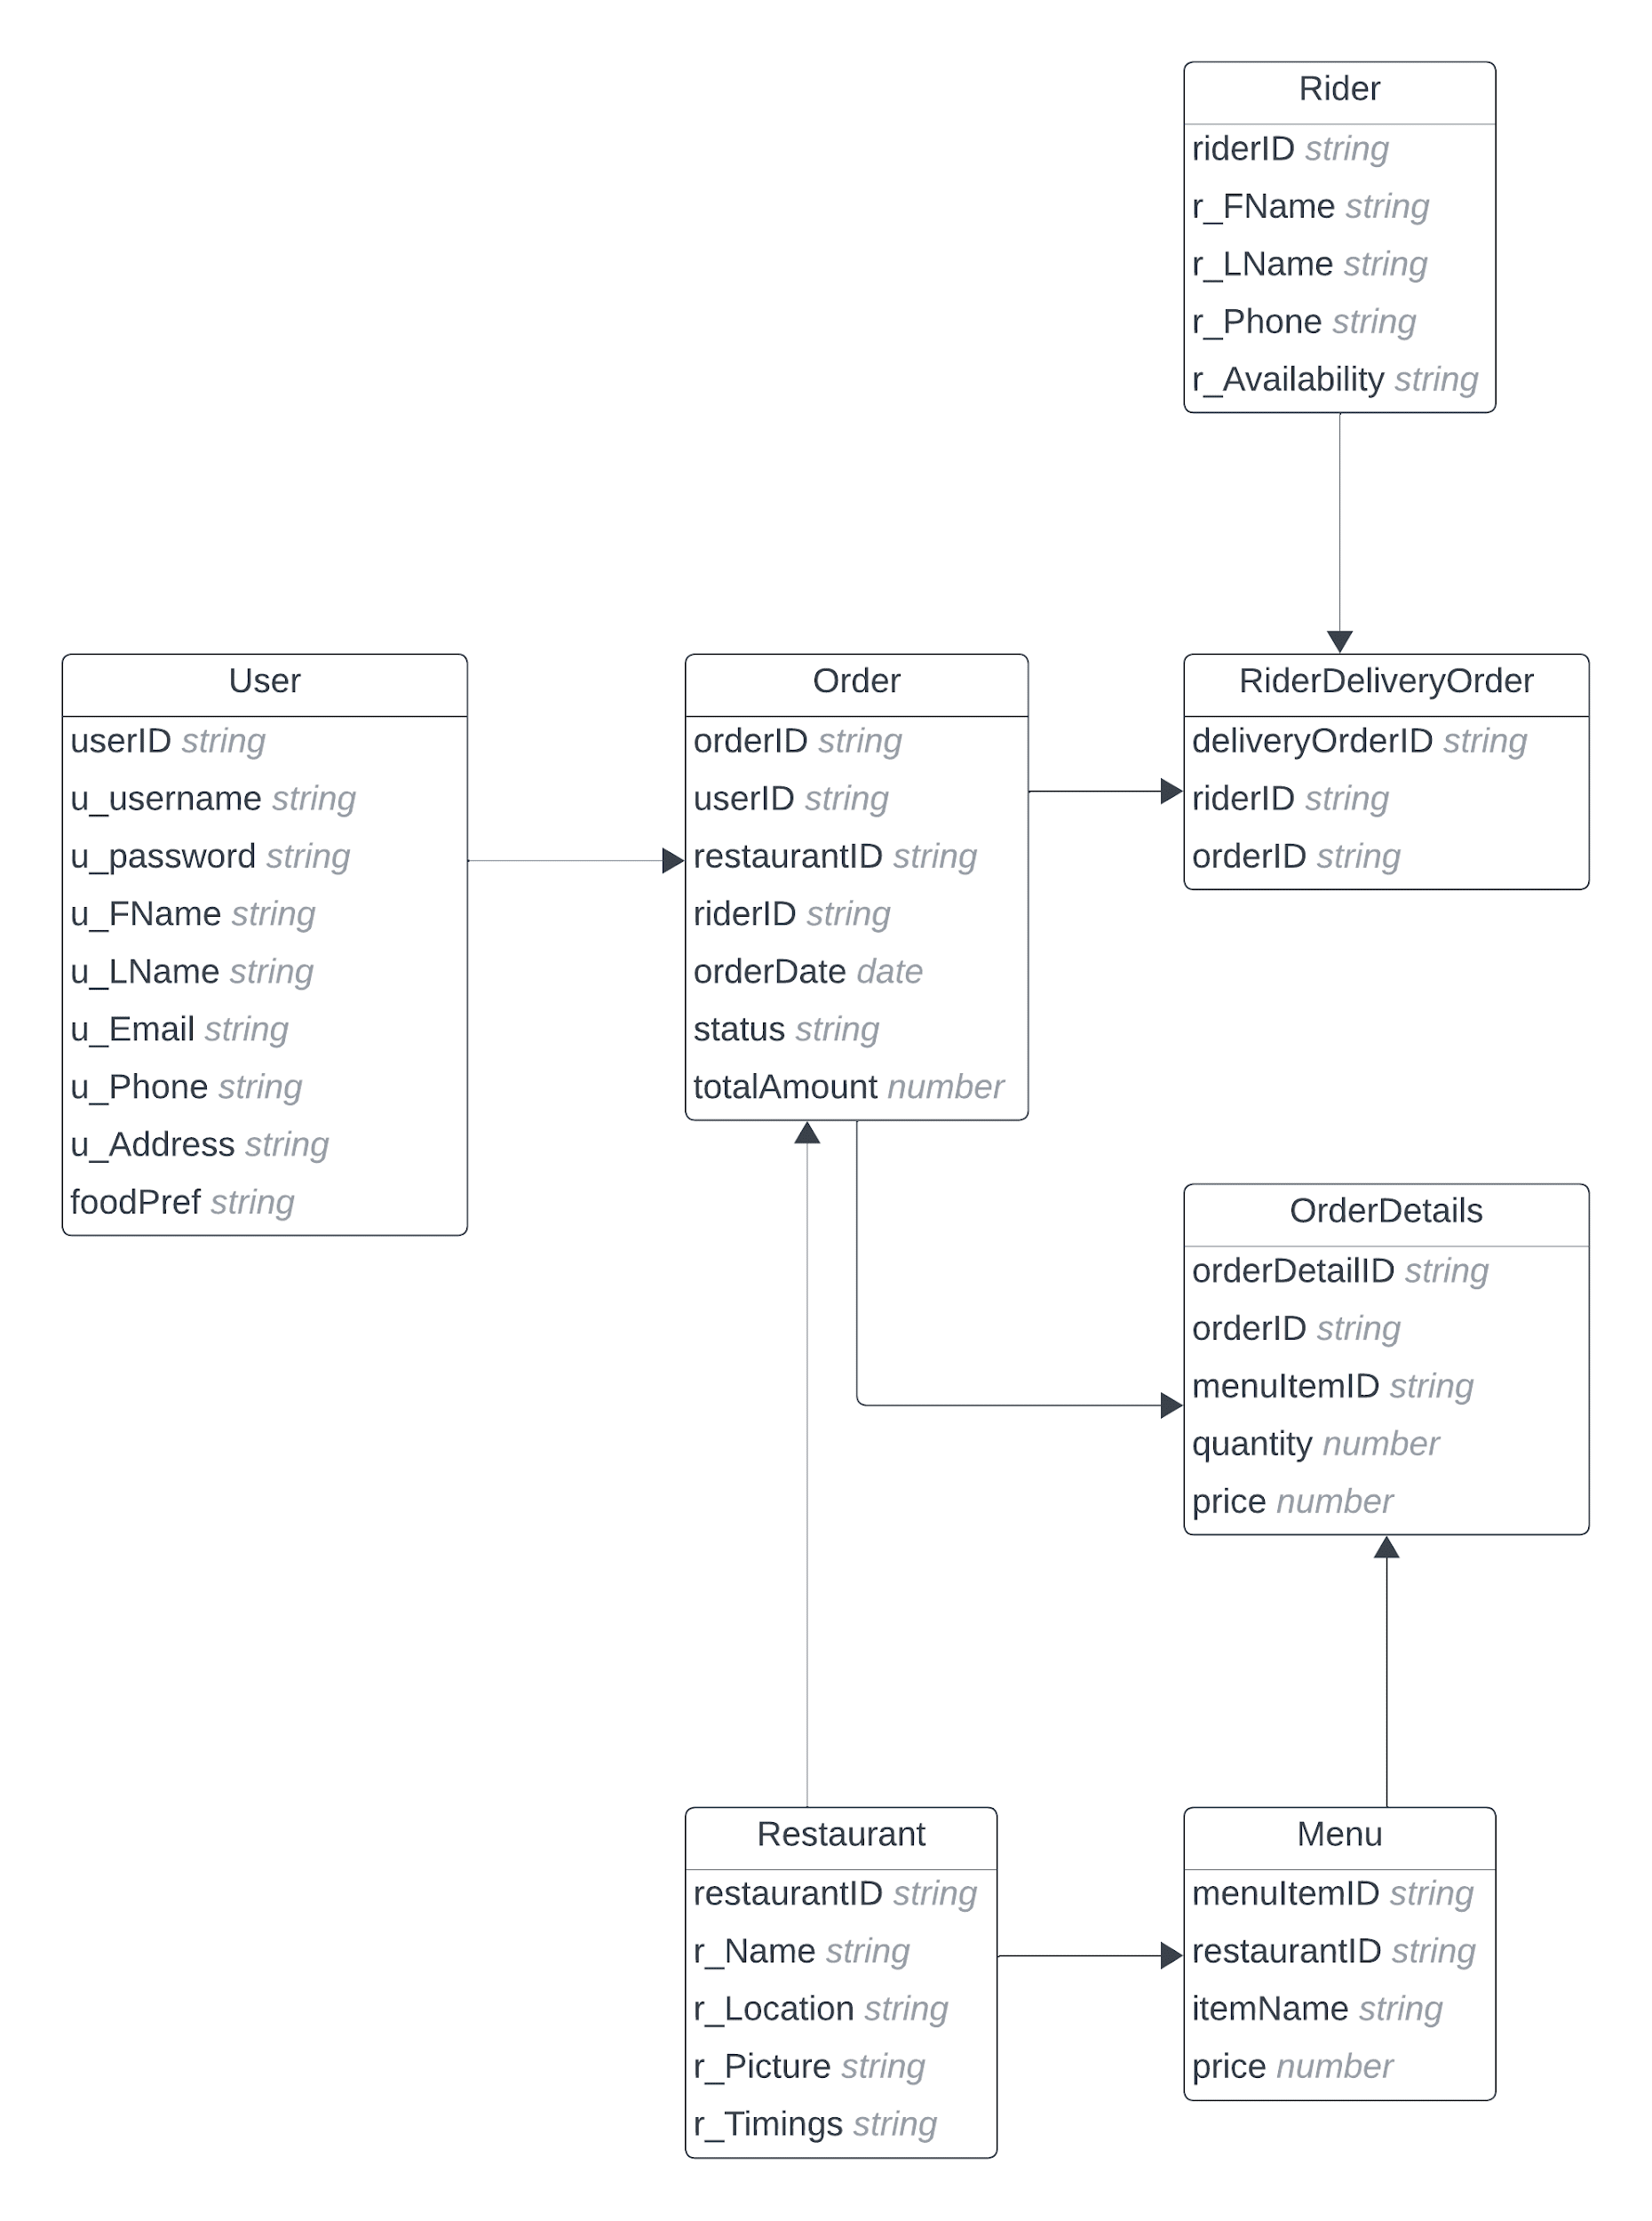 Rider
riderID string
r_FName string
r_LName string
r_Phone string
r_Availability string
User
userID string
u_username string
u_password string
u_FName string
u_LName string
u_Email string
u_Phone string
u_Address string
foodPref string
Order
orderID string
userID string
restaurantID string
riderID string
orderDate date
status string
totalAmount number
RiderDeliveryOrder
deliveryOrderID string
riderID string
orderID string
OrderDetails
orderDetailID string
orderID string
menuItemID string
quantity number
price number
Restaurant
restaurantID string
r_Name string
r_Location string
r_Picture string
r_Timings string
Menu
menuItemID string
restaurantID string
itemName string
price number